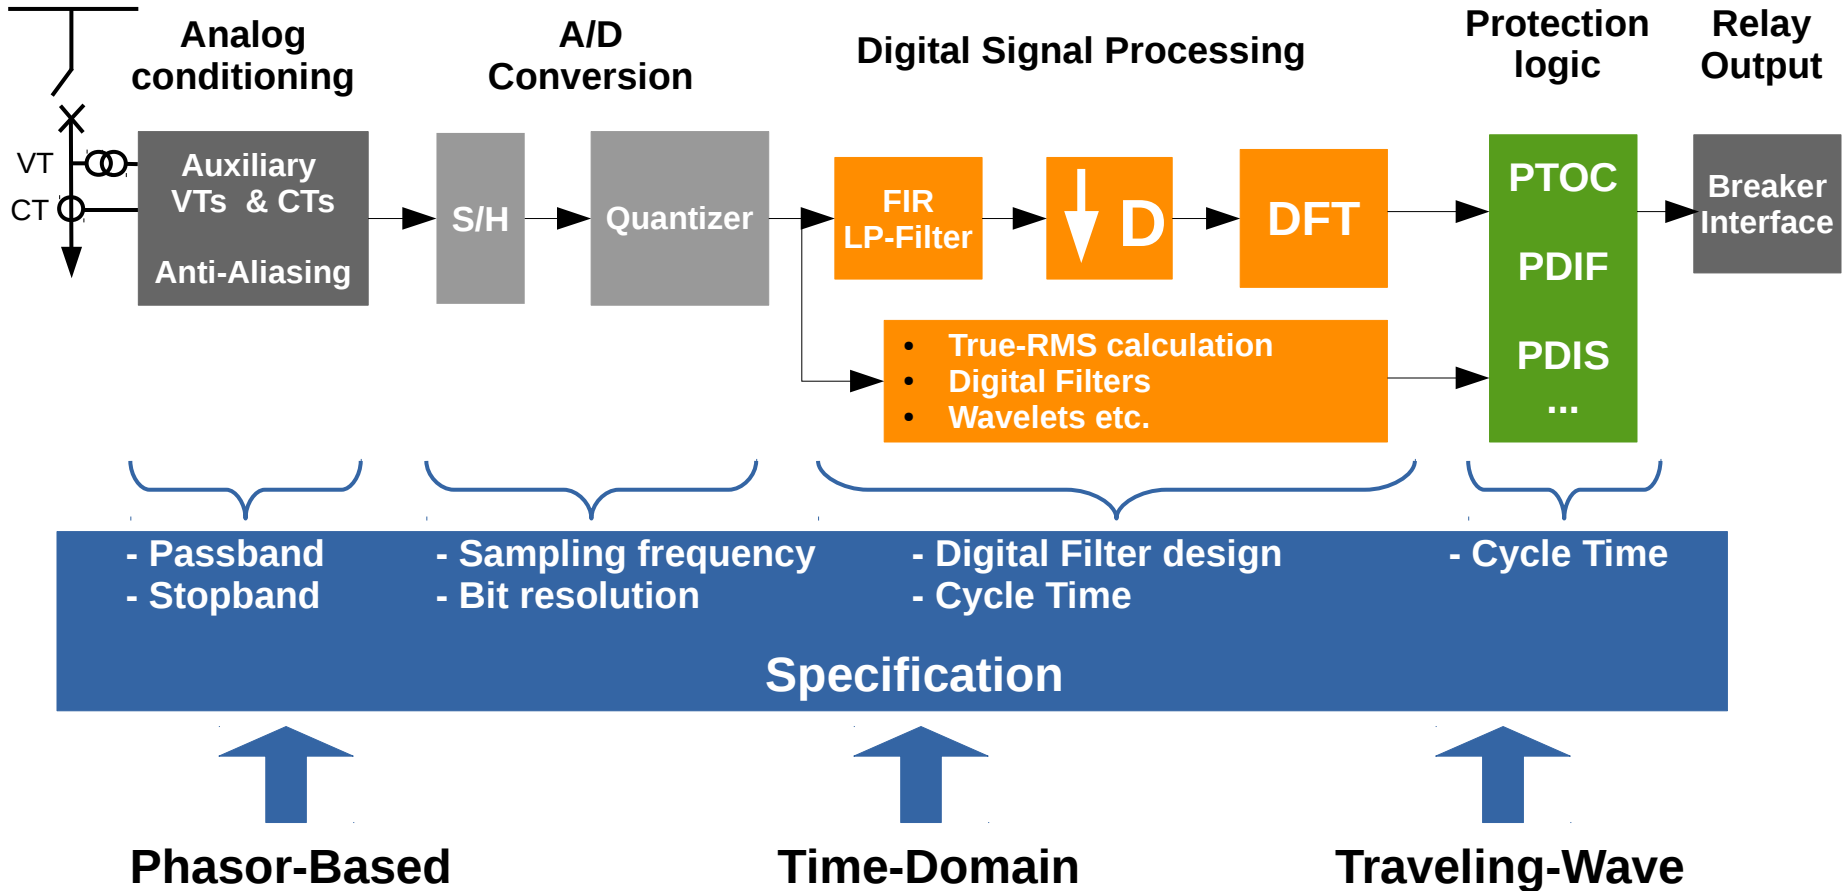 Analog
conditioning
A/D
Conversion
Digital Signal Processing
Protection
logic
Relay
Output
VT
CT
Auxiliary
VTs & CTs
Anti-Aliasing
S/H
Quantizer
FIR
LP-Filter
D
DFT
• True-RMS calculation
• Digital Filters
• Wavelets etc.
PTOC
PDIF
PDIS
...
Breaker
Interface
- Passband
- Stopband
- Sampling frequency
- Bit resolution
- Digital Filter design
- Cycle Time
- Cycle Time
Specification
Phasor-Based
Time-Domain
Traveling-Wave